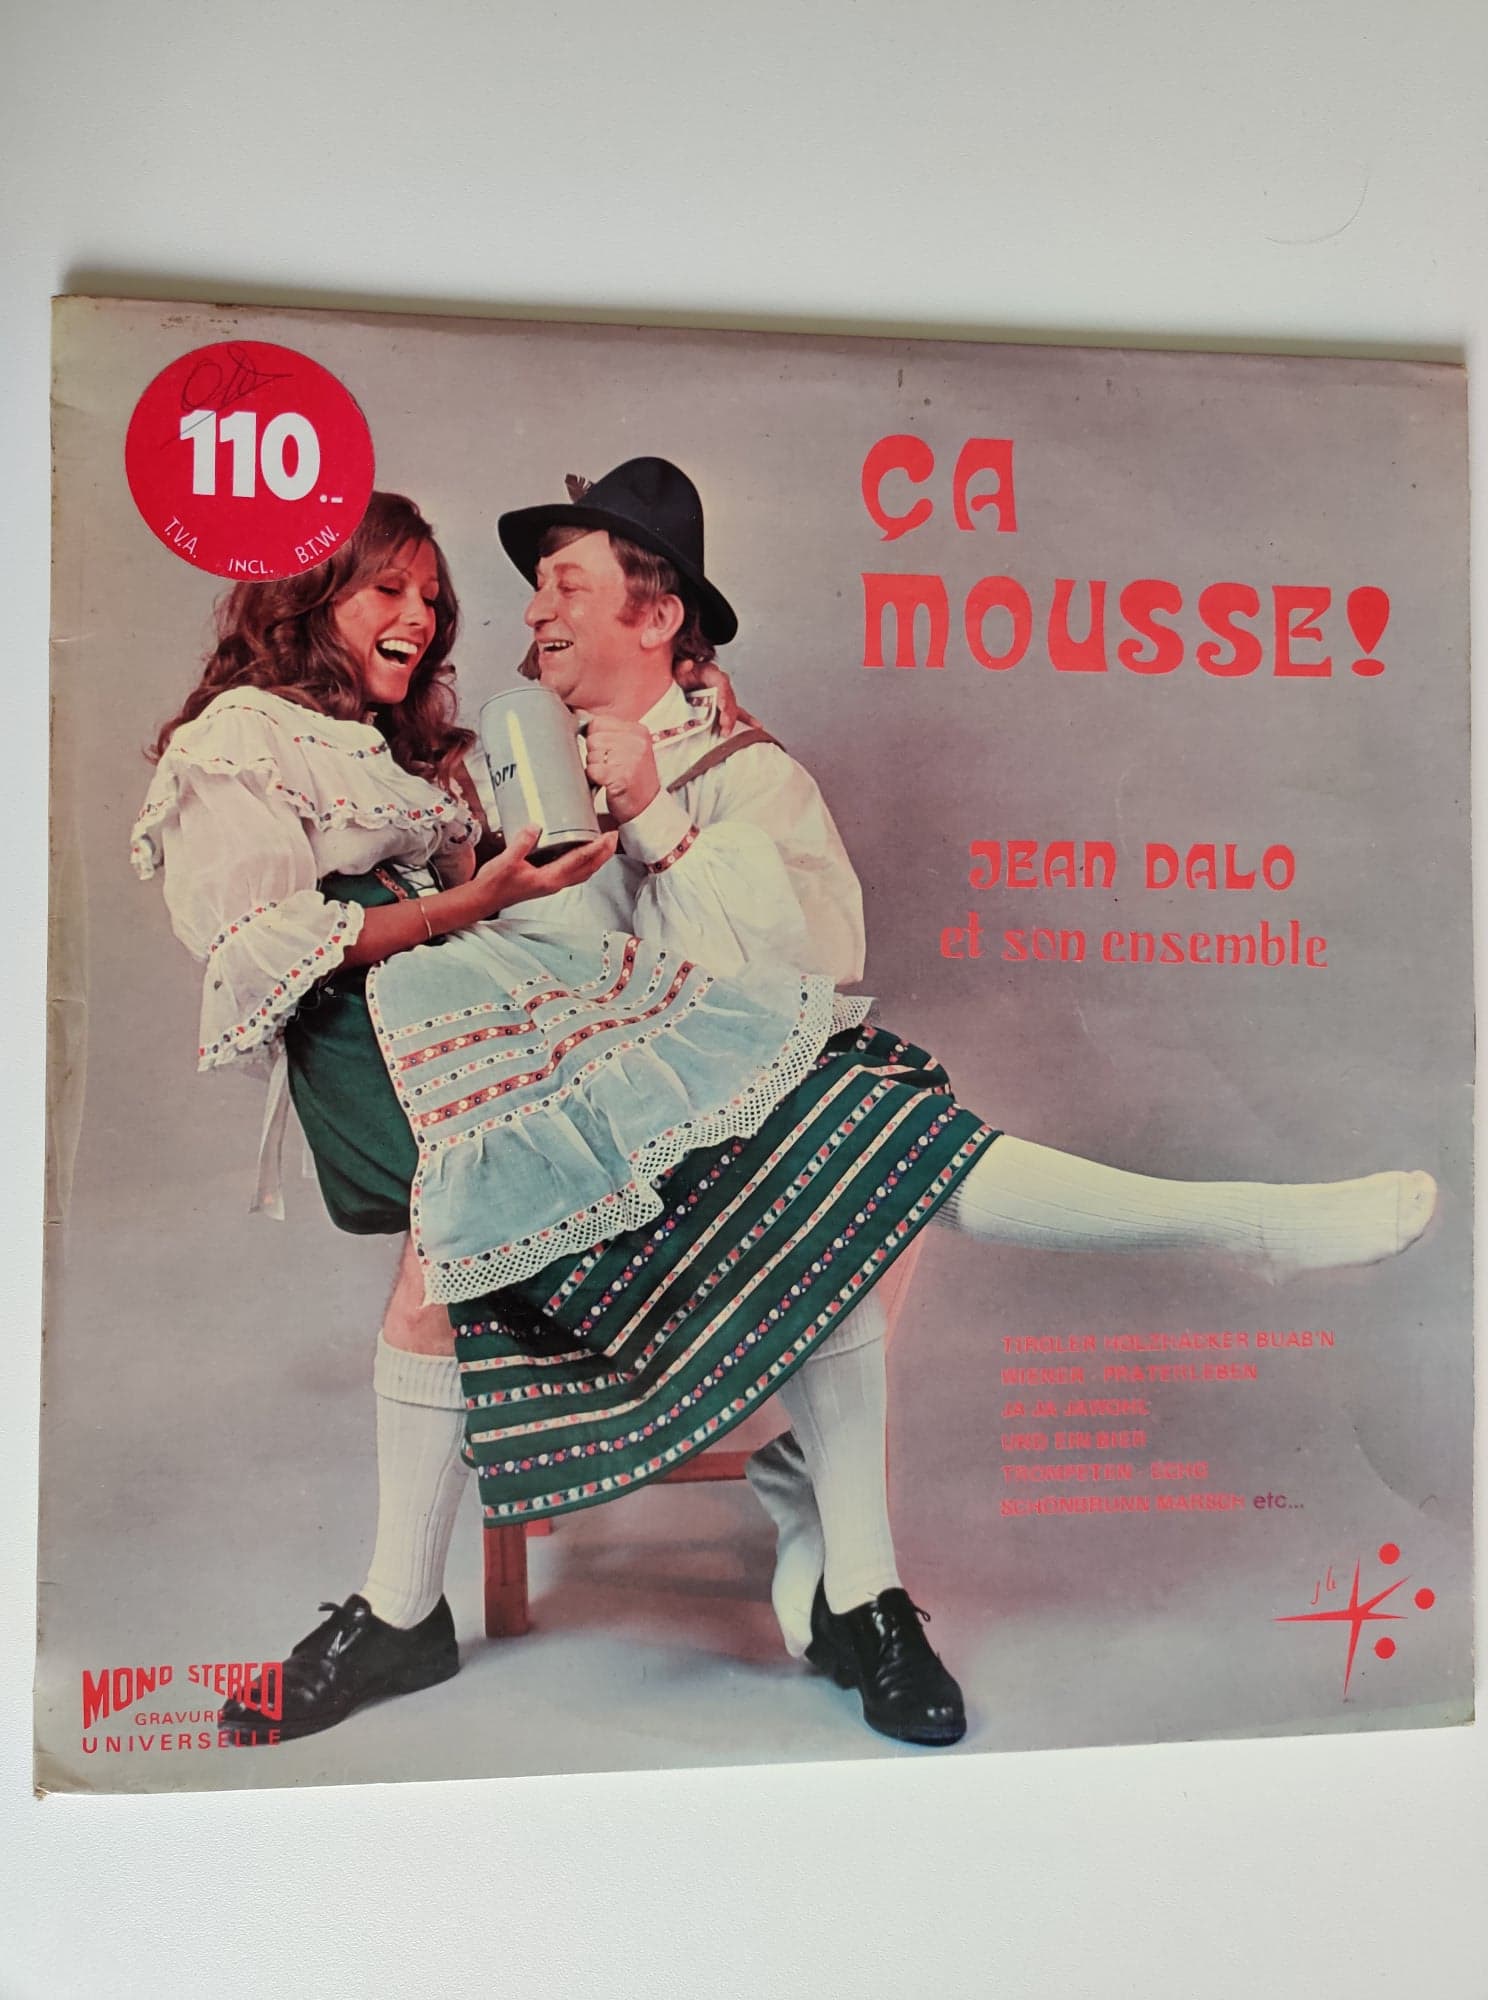 110.-
T.V.A. INCL. B.T.W.
ÇA
MOUSSE!
JEAN DALO
et son ensemble
TIROLER HOLZHACKER BUAB'N
WIENER - PRATERLEBEN
JA JA JAWOHL
UND EIN BIER
TROMPETEN - ECHO
SCHÖNBRUNN MARSCH etc...
MONO STEREO
GRAVURE
UNIVERSELLE